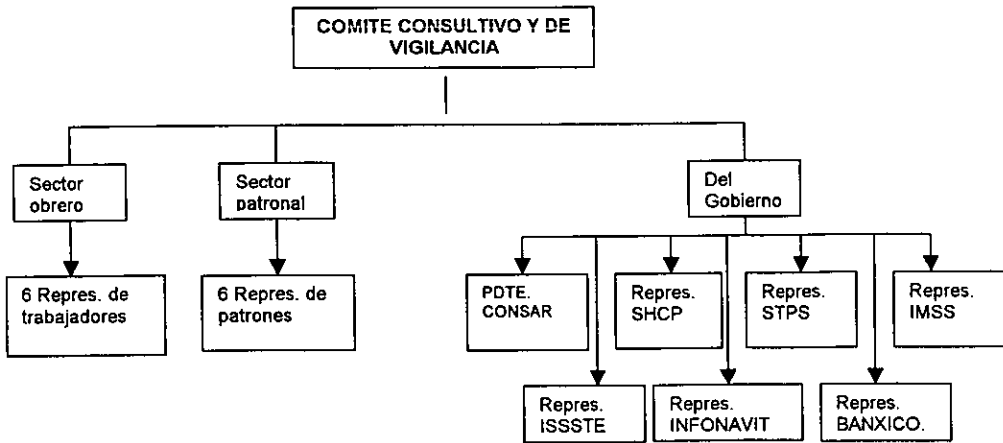 COMITE CONSULTIVO Y DE
VIGILANCIA
Sector
obrero
Sector
patronal
Del
Gobierno
6 Repres. de
trabajadores
6 Repres. de
patrones
PDTE.
CONSAR
Repres.
SHCP
Repres.
STPS
Repres.
IMSS
Repres.
ISSSTE
Repres.
INFONAVIT
Repres.
BANXICO.